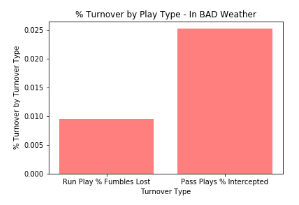 % Turnover by Play Type - In BAD Weather
0.025
0.020
0.015
0.010
0.005
0.000
% Turnover by Turnover Type
Run Play % Fumbles Lost
Pass Plays % Intercepted
Turnover Type